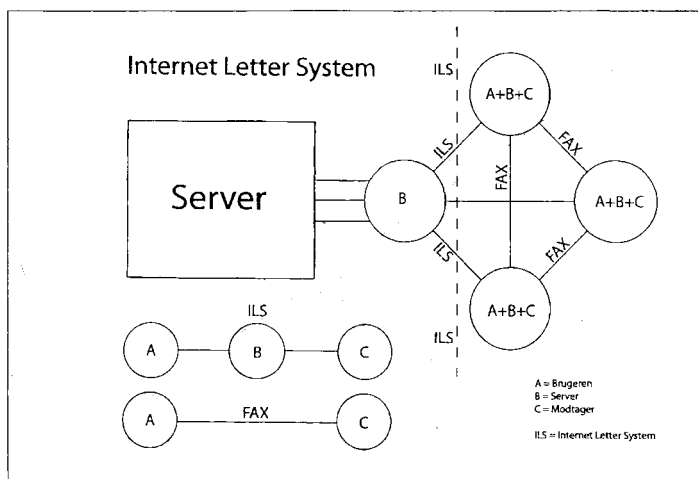 Internet Letter System
ILS
A+B+C
ILS
FAX
FAX
Server
B
A+B+C
ILS
FAX
A+B+C
ILS
ILS
A
B
C
A
FAX
C
A = Brugeren
B = Server
C = Modtager
ILS = Internet Letter System